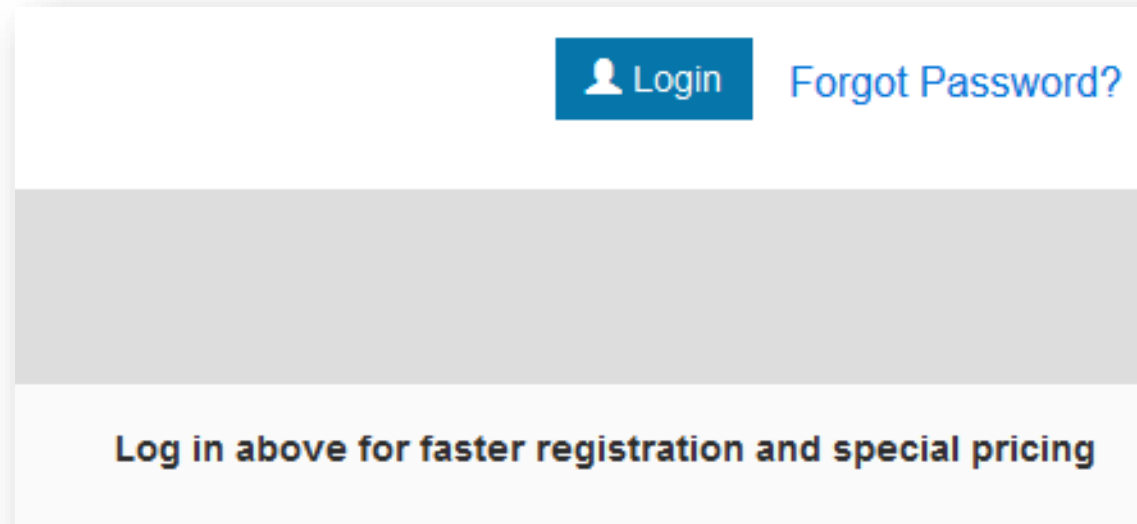 Login Forgot Password?
Log in above for faster registration and special pricing